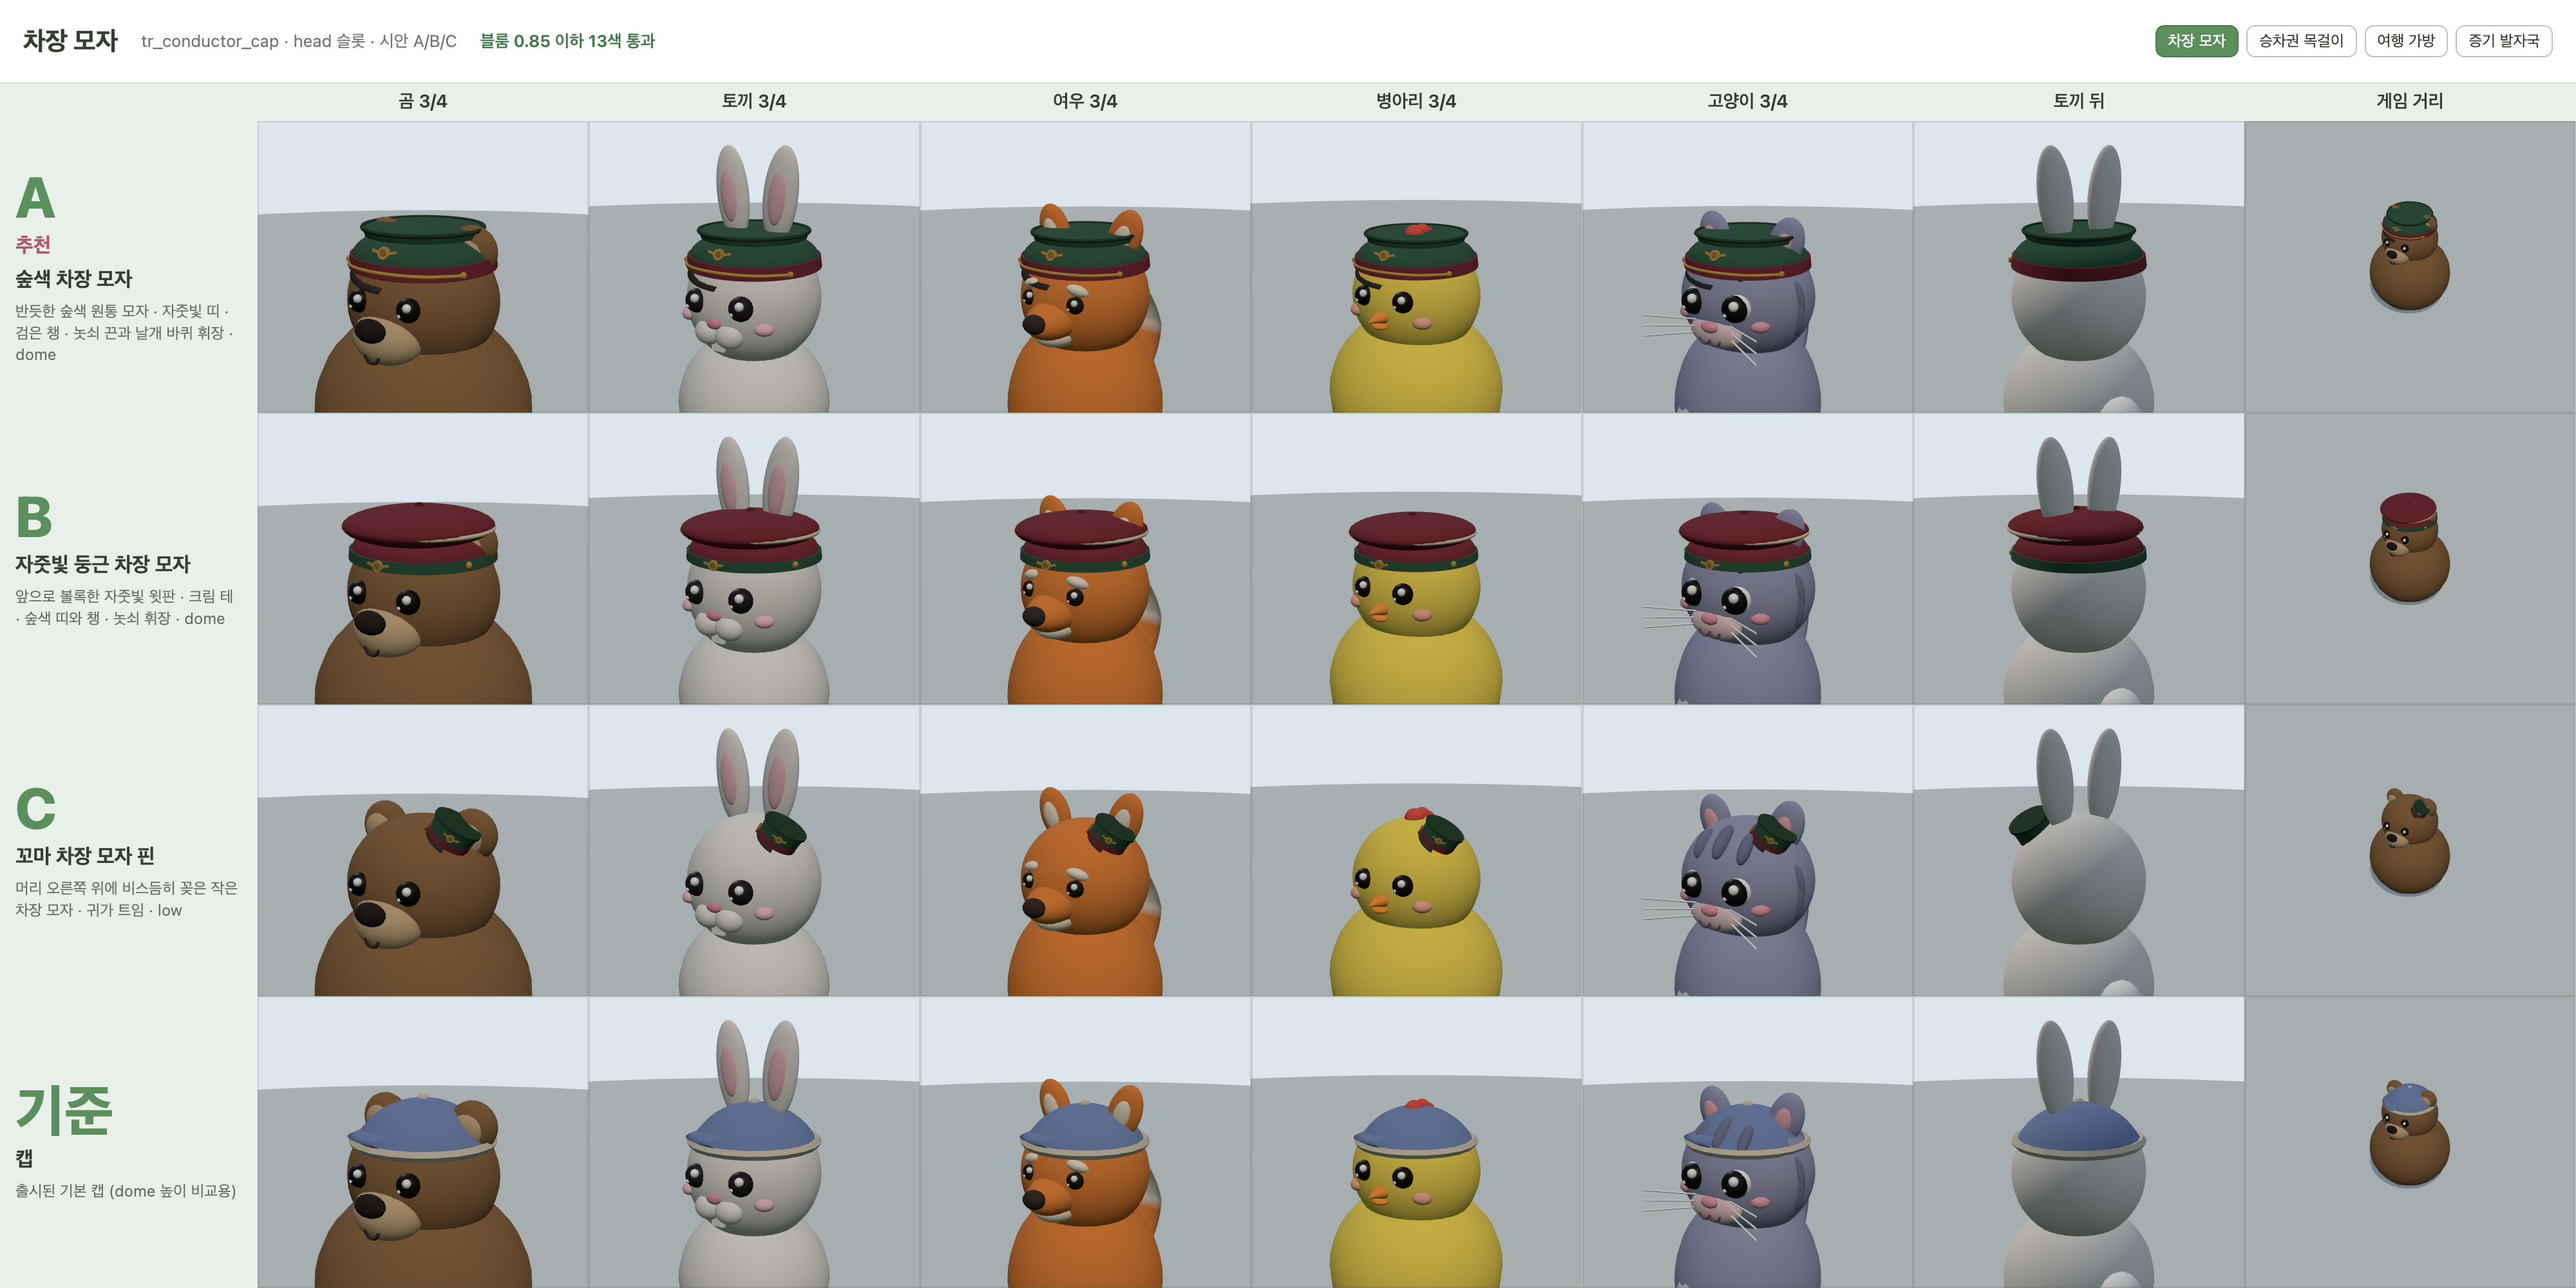 차장 모자 tr_conductor_cap · head 슬롯 · 시안 A/B/C 블룸 0.85 이하 13색 통과 차장 모자 승차권 목걸이 여행 가방 증기 발자국
곰 3/4 토끼 3/4 여우 3/4 병아리 3/4 고양이 3/4 토끼 뒤 게임 거리
A
추천
숲색 차장 모자
반듯한 숲색 원통 모자 · 자줏빛 띠 ·
검은 챙 · 놋쇠 끈과 날개 바퀴 휘장 ·
dome
B
자줏빛 둥근 차장 모자
앞으로 볼록한 자줏빛 윗판 · 크림 테
· 숲색 띠와 챙 · 놋쇠 휘장 · dome
C
꼬마 차장 모자 핀
머리 오른쪽 위에 비스듬히 꽂은 작은
차장 모자 · 귀가 트임 · low
기준
캡
출시된 기본 캡 (dome 높이 비교용)